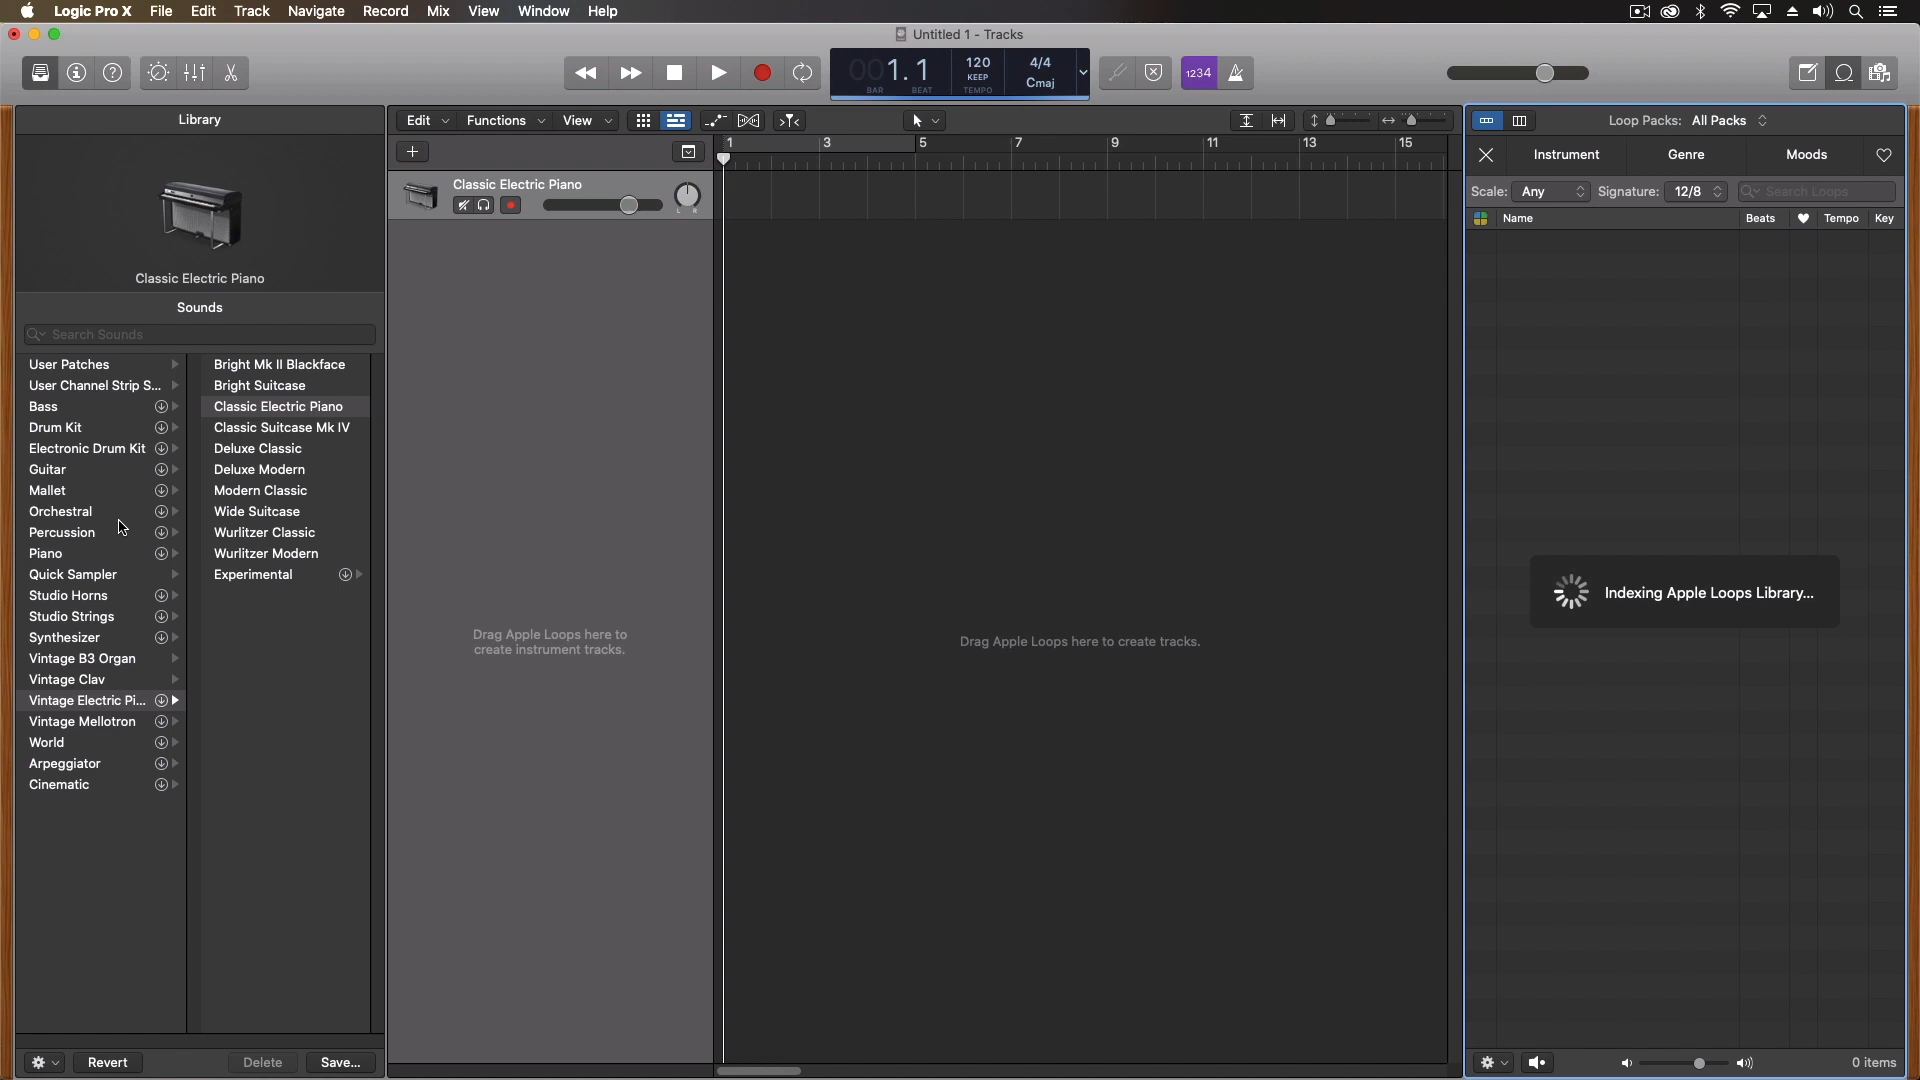 Logic Pro X File Edit Track Navigate Record Mix View Window Help
Untitled 1 - Tracks
001.1
BAR BEAT
120
KEEP
TEMPO
4/4
Cmaj
1234
Library
Classic Electric Piano
Sounds
Search Sounds
User Patches
User Channel Strip S...
Bass
Drum Kit
Electronic Drum Kit
Guitar
Mallet
Orchestral
Percussion
Piano
Quick Sampler
Studio Horns
Studio Strings
Synthesizer
Vintage B3 Organ
Vintage Clav
Vintage Electric Pi...
Vintage Mellotron
World
Arpeggiator
Cinematic
Bright Mk II Blackface
Bright Suitcase
Classic Electric Piano
Classic Suitcase Mk IV
Deluxe Classic
Deluxe Modern
Modern Classic
Wide Suitcase
Wurlitzer Classic
Wurlitzer Modern
Experimental
Revert Delete Save...
Edit Functions View
1 3 5 7 9 11 13 15
Classic Electric Piano
L R
Drag Apple Loops here to
create instrument tracks.
Drag Apple Loops here to create tracks.
Loop Packs: All Packs
Instrument Genre Moods
Scale: Any Signature: 12/8 Search Loops
Name Beats Tempo Key
Indexing Apple Loops Library...
0 items